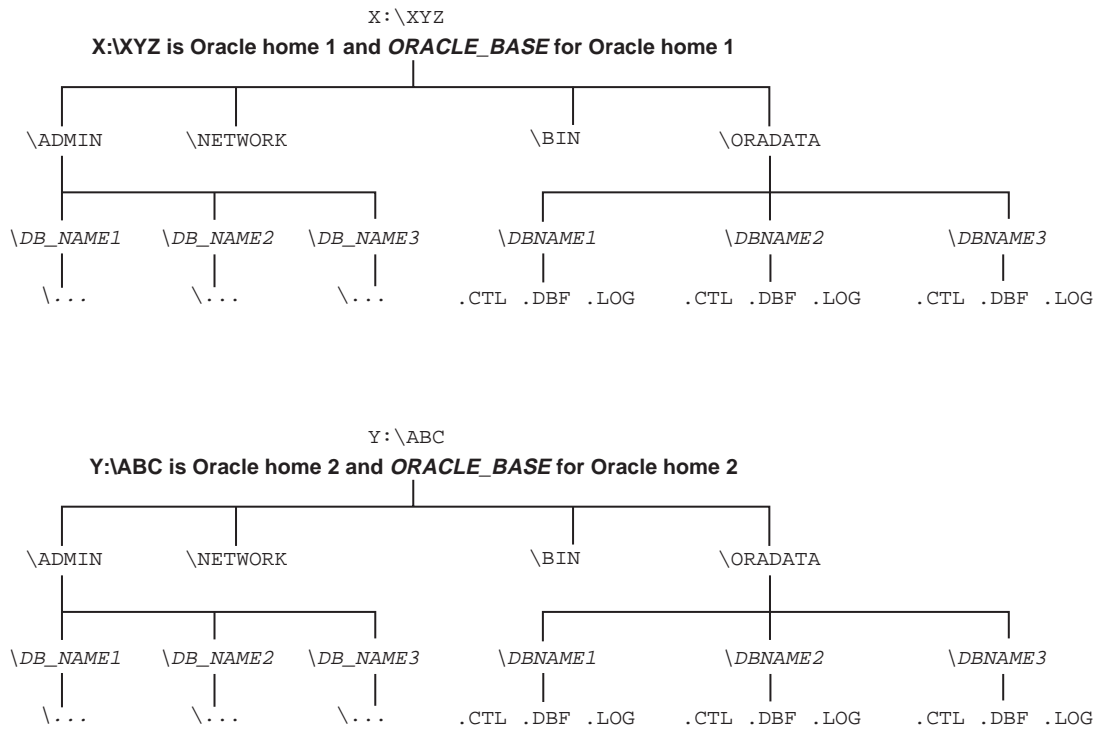 X:\XYZ
X:\XYZ is Oracle home 1 and ORACLE_BASE for Oracle home 1
\ADMIN \NETWORK \BIN \ORADATA
\DB_NAME1 \DB_NAME2 \DB_NAME3 \DBNAME1 \DBNAME2 \DBNAME3
\... \... \... .CTL .DBF .LOG .CTL .DBF .LOG .CTL .DBF .LOG
Y:\ABC
Y:\ABC is Oracle home 2 and ORACLE_BASE for Oracle home 2
\ADMIN \NETWORK \BIN \ORADATA
\DB_NAME1 \DB_NAME2 \DB_NAME3 \DBNAME1 \DBNAME2 \DBNAME3
\... \... \... .CTL .DBF .LOG .CTL .DBF .LOG .CTL .DBF .LOG